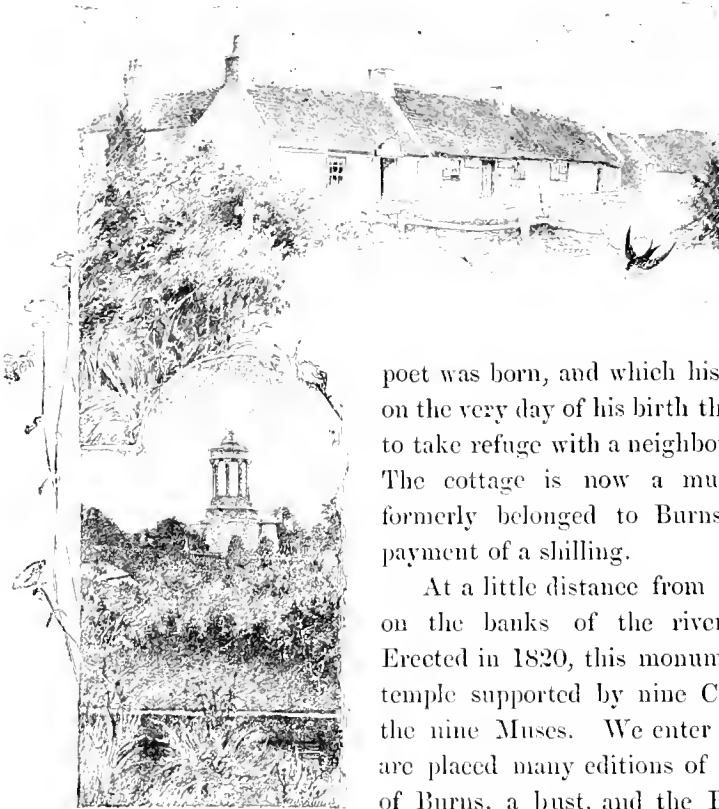 poet was born, and which his
on the very day of his birth th
to take refuge with a neighbo
The cottage is now a mu
formerly belonged to Burns
payment of a shilling.
At a little distance from
on the banks of the river
Erected in 1820, this monum
temple supported by nine C
the nine Muses. We enter
are placed many editions of
of Burns, a bust, and the